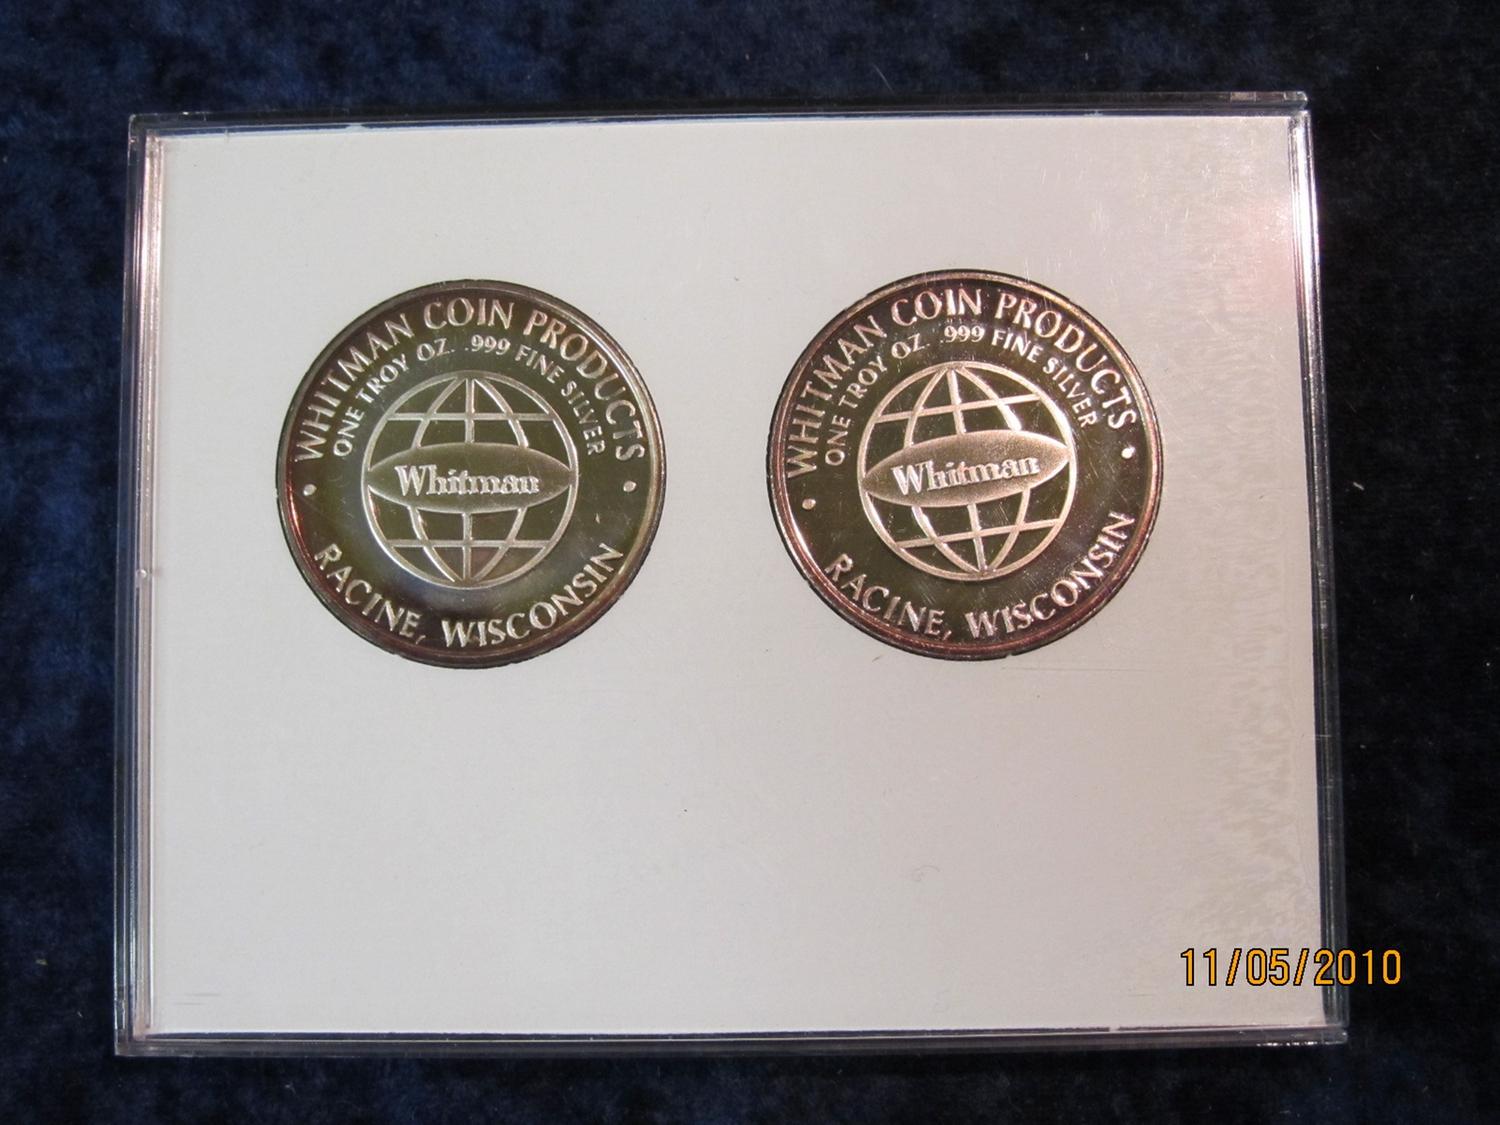 WHITMAN COIN PRODUCTS
ONE TROY OZ. .999 FINE SILVER
Whitman
RACINE, WISCONSIN
WHITMAN COIN PRODUCTS
ONE TROY OZ. .999 FINE SILVER
Whitman
RACINE, WISCONSIN
11/05/2010